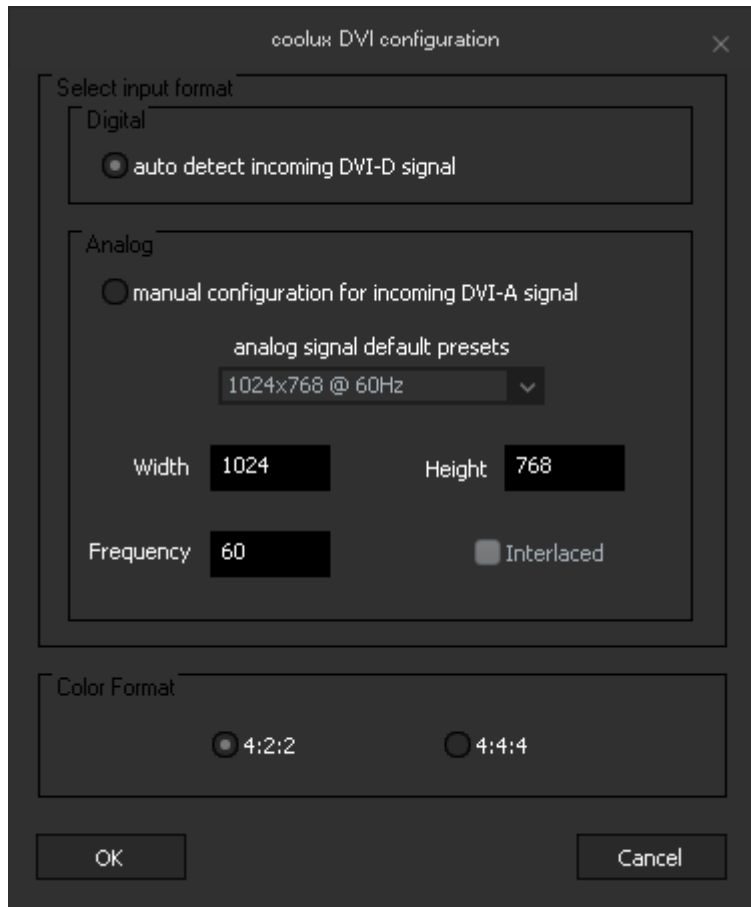 coolux DVI configuration
Select input format
Digital
auto detect incoming DVI-D signal
Analog
manual configuration for incoming DVI-A signal
analog signal default presets
1024x768 @ 60Hz
Width 1024 Height 768
Frequency 60 Interlaced
Color Format
4:2:2 4:4:4
OK Cancel